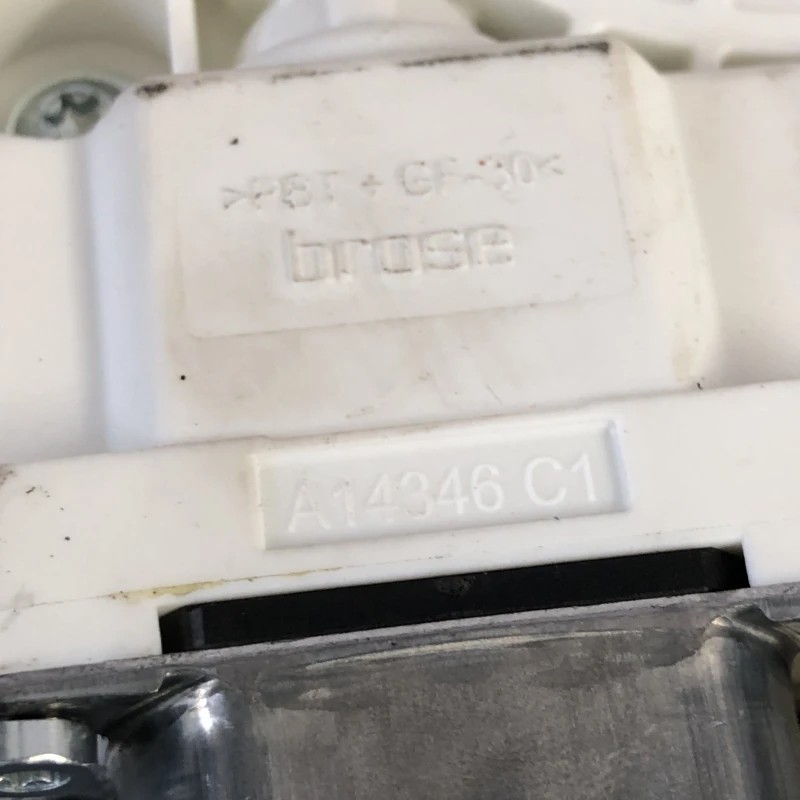 >PBT + GF-30<
brose
A14346 C1